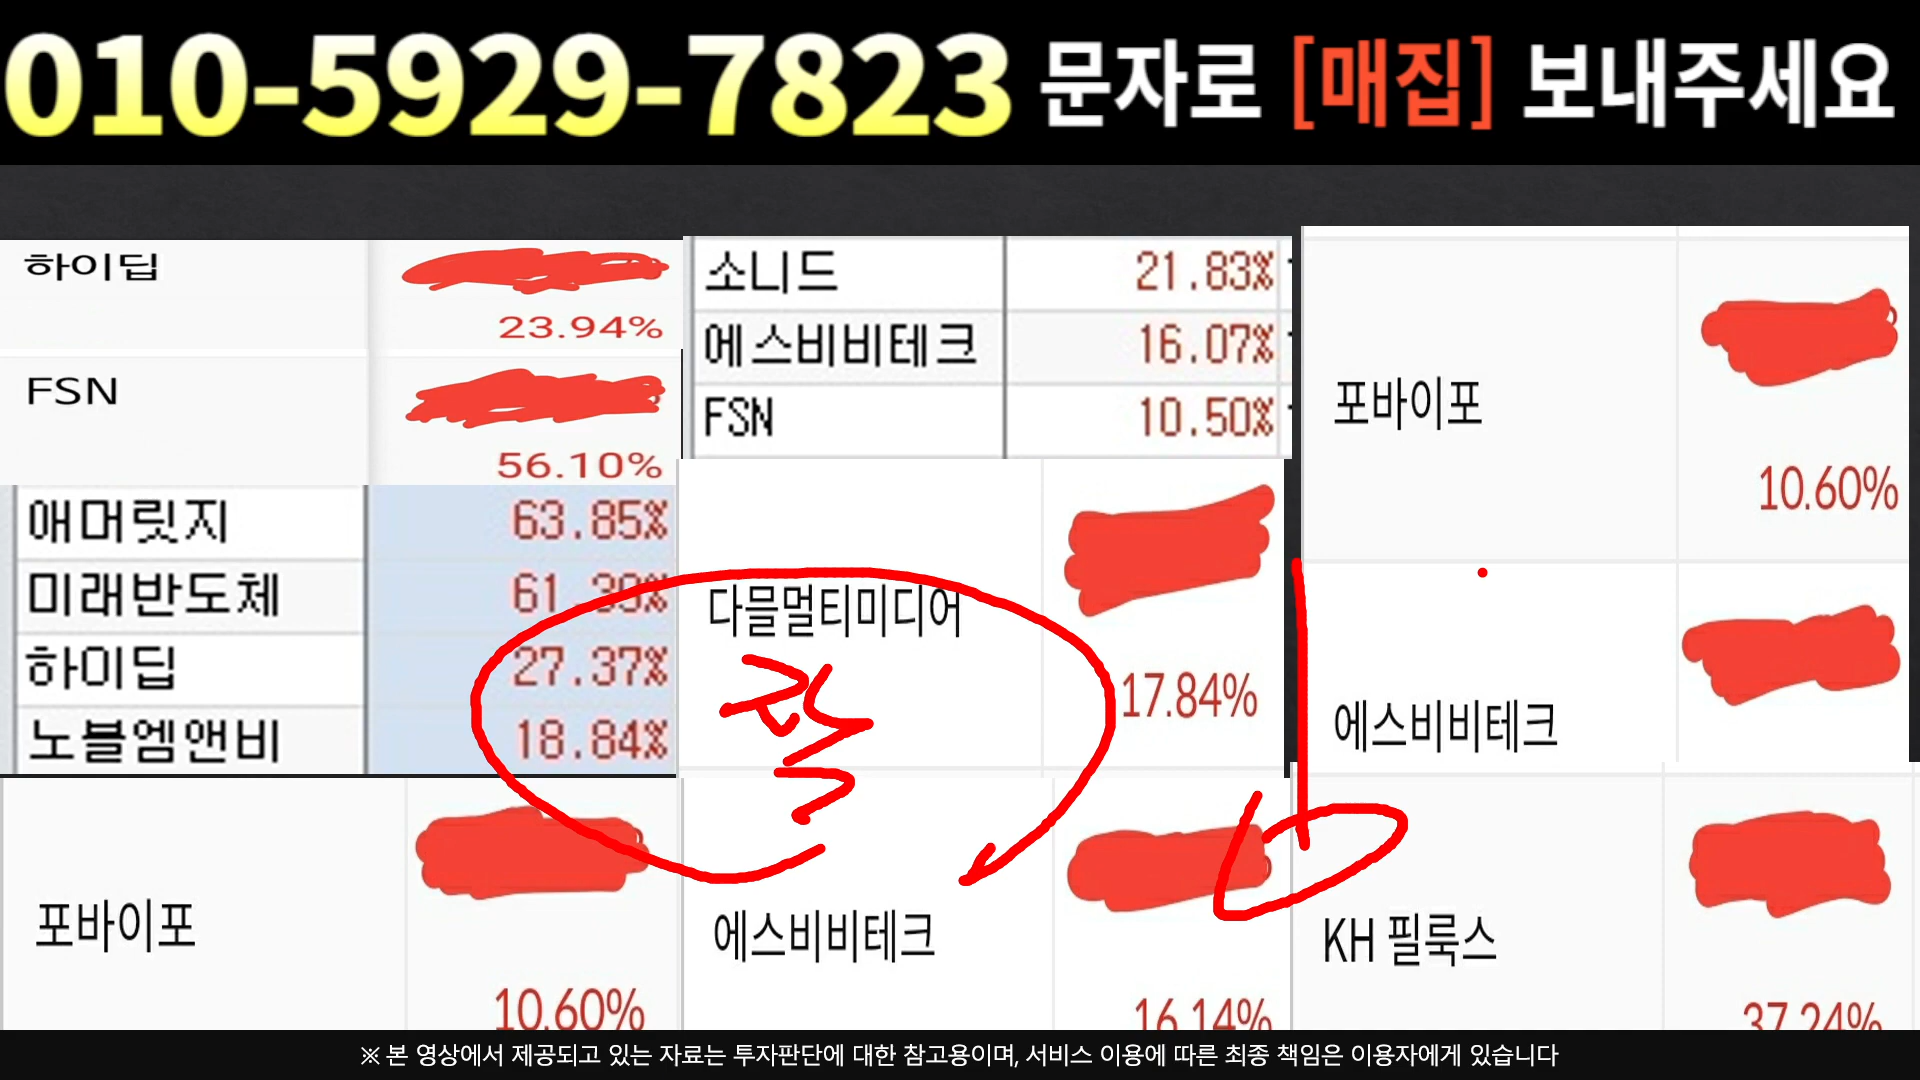 010-5929-7823 문자로 [매집] 보내주세요
하이딥
23.94%
FSN
56.10%
애머릿지 63.85%
미래반도체 61.39%
하이딥 27.37%
노블엠앤비 18.84%
소니드 21.83%
에스비비테크 16.07%
FSN 10.50%
다믈멀티미디어
17.84%
포바이포
10.60%
에스비비테크
포바이포
10.60%
에스비비테크
16.14%
KH 필룩스
37.24%
※ 본 영상에서 제공되고 있는 자료는 투자판단에 대한 참고용이며, 서비스 이용에 따른 최종 책임은 이용자에게 있습니다